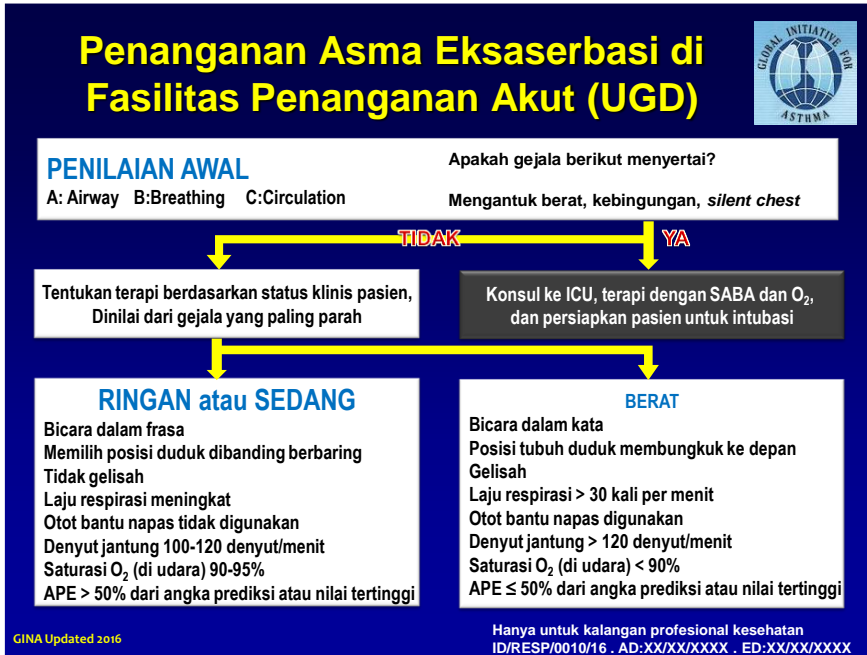 Penanganan Asma Eksaserbasi di
Fasilitas Penanganan Akut (UGD)
GLOBAL INITIATIVE FOR
ASTHMA
PENILAIAN AWAL
A: Airway B:Breathing C:Circulation
Apakah gejala berikut menyertai?
Mengantuk berat, kebingungan, silent chest
TIDAK
YA
Tentukan terapi berdasarkan status klinis pasien,
Dinilai dari gejala yang paling parah
Konsul ke ICU, terapi dengan SABA dan O₂,
dan persiapkan pasien untuk intubasi
RINGAN atau SEDANG
Bicara dalam frasa
Memilih posisi duduk dibanding berbaring
Tidak gelisah
Laju respirasi meningkat
Otot bantu napas tidak digunakan
Denyut jantung 100-120 denyut/menit
Saturasi O₂ (di udara) 90-95%
APE > 50% dari angka prediksi atau nilai tertinggi
BERAT
Bicara dalam kata
Posisi tubuh duduk membungkuk ke depan
Gelisah
Laju respirasi > 30 kali per menit
Otot bantu napas digunakan
Denyut jantung > 120 denyut/menit
Saturasi O₂ (di udara) < 90%
APE ≤ 50% dari angka prediksi atau nilai tertinggi
GINA Updated 2016
Hanya untuk kalangan profesional kesehatan
ID/RESP/0010/16 . AD:XX/XX/XXXX . ED:XX/XX/XXXX